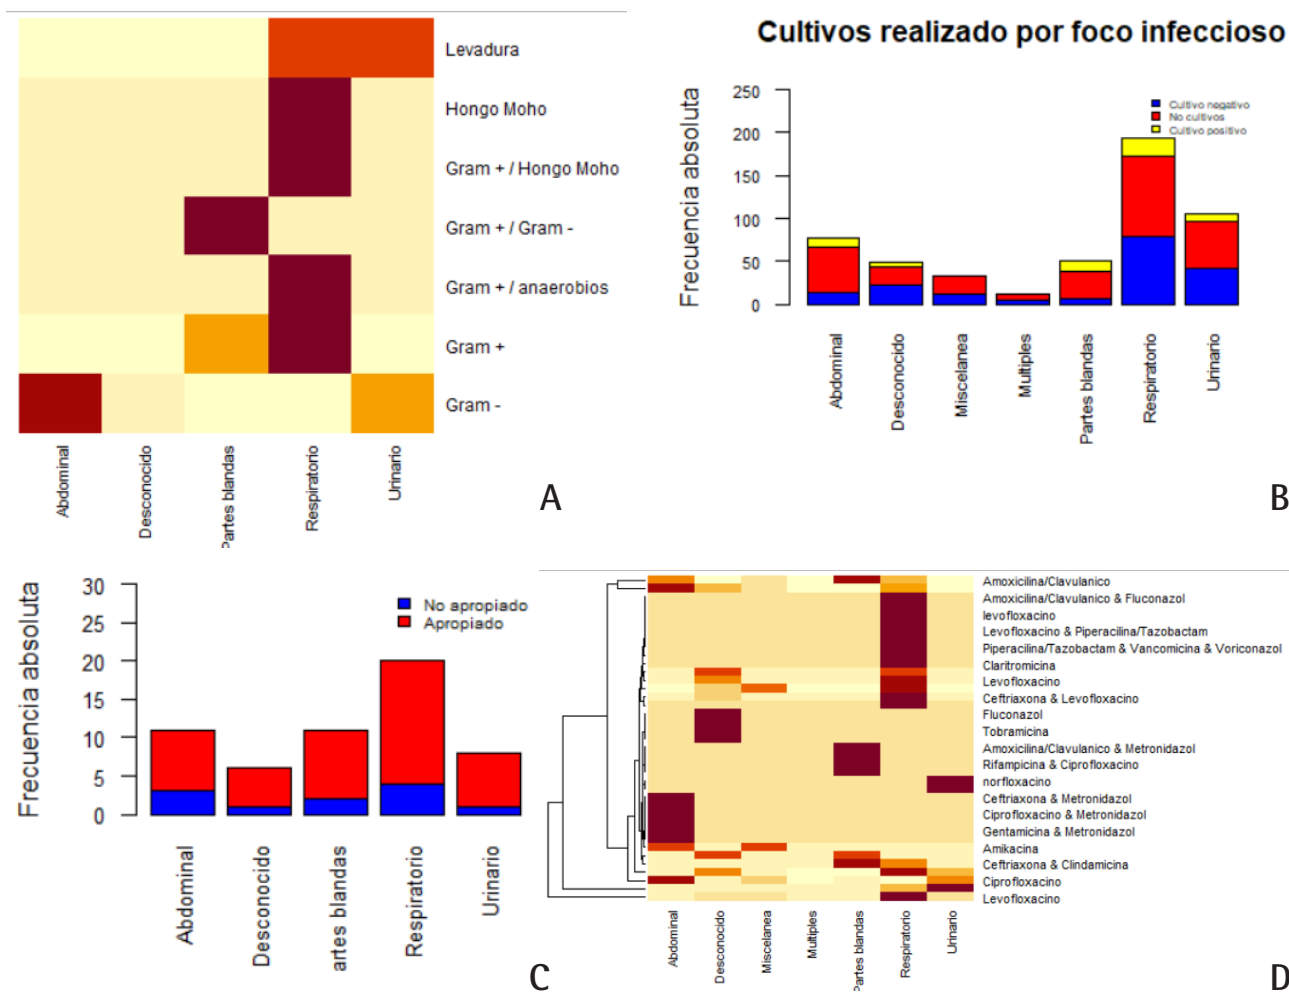 Levadura
Hongo Moho
Gram + / Hongo Moho
Gram + / Gram -
Gram + / anaerobios
Gram +
Gram -
Abdominal
Desconocido
Partes blandas
Respiratorio
Urinario
A
Cultivos realizado por foco infeccioso
Frecuencia absoluta
250
200
150
100
50
0
Cultivo negativo
No cultivos
Cultivo positivo
Abdominal
Desconocido
Miscelanea
Multiples
Partes blandas
Respiratorio
Urinario
B
Frecuencia absoluta
30
25
20
15
10
5
0
No apropiado
Apropiado
Abdominal
Desconocido
artes blandas
Respiratorio
Urinario
C
Amoxicilina/Clavulanico
Amoxicilina/Clavulanico & Fluconazol
levofloxacino
Levofloxacino & Piperacilina/Tazobactam
Piperacilina/Tazobactam & Vancomicina & Voriconazol
Claritromicina
Levofloxacino
Ceftriaxona & Levofloxacino
Fluconazol
Tobramicina
Amoxicilina/Clavulanico & Metronidazol
Rifampicina & Ciprofloxacino
norfloxacino
Ceftriaxona & Metronidazol
Ciprofloxacino & Metronidazol
Gentamicina & Metronidazol
Amikacina
Ceftriaxona & Clindamicina
Ciprofloxacino
Levofloxacino
Abdominal
Desconocido
Miscelanea
Multiples
Partes blandas
Respiratorio
Urinario
D